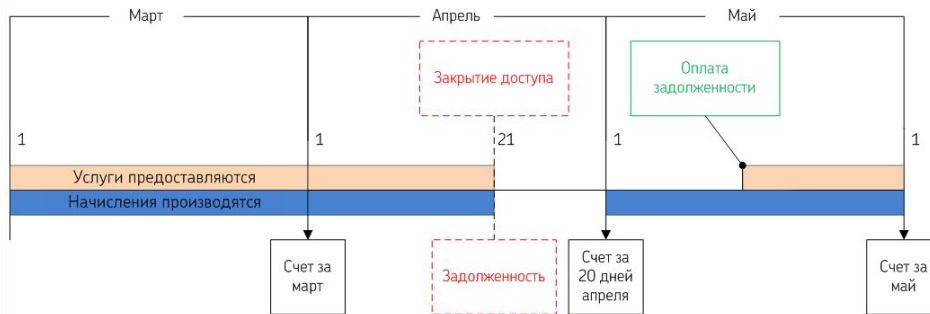 Март
Апрель
Май
Закрытие доступа
Оплата
задолженности
1
1
21
1
1
Услуги предоставляются
Начисления производятся
Счет за
март
Задолженность
Счет за
20 дней
апреля
Счет за
май